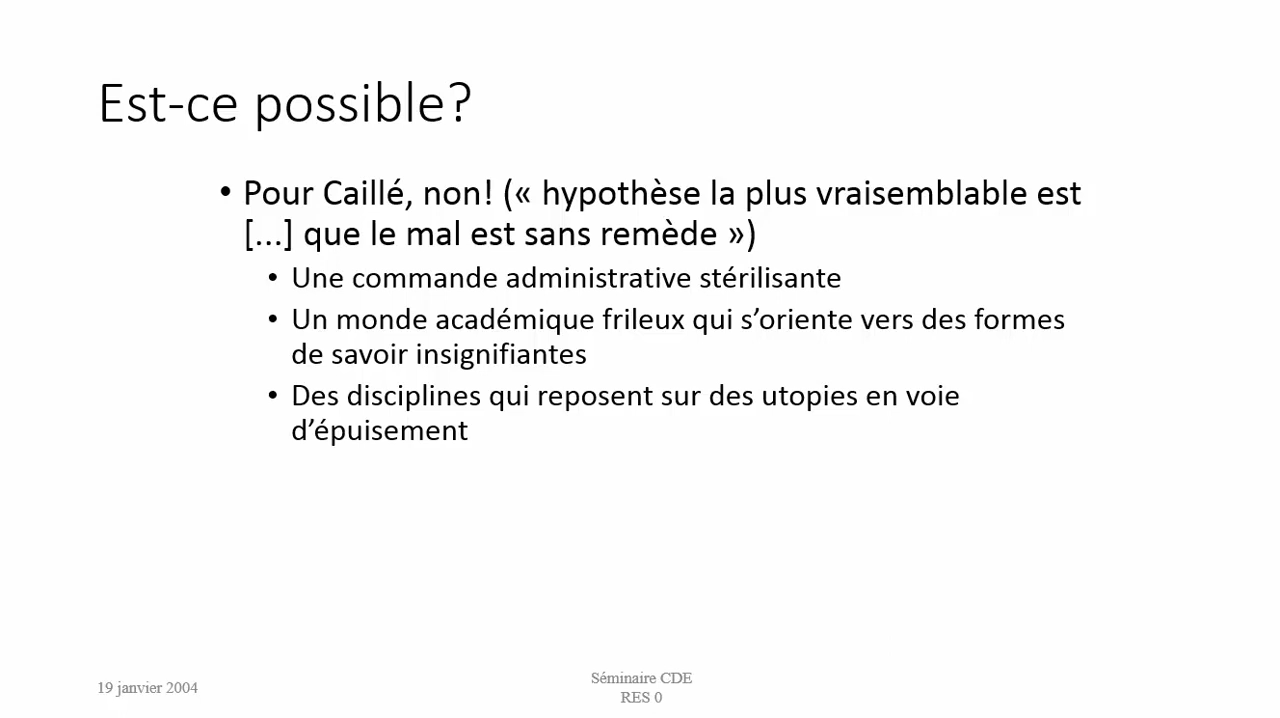 Est-ce possible?
• Pour Caillé, non! (« hypothèse la plus vraisemblable est
[...] que le mal est sans remède »)
• Une commande administrative stérilisante
• Un monde académique frileux qui s’oriente vers des formes
de savoir insignifiantes
• Des disciplines qui reposent sur des utopies en voie
d’épuisement
19 janvier 2004
Séminaire CDE
RES 0